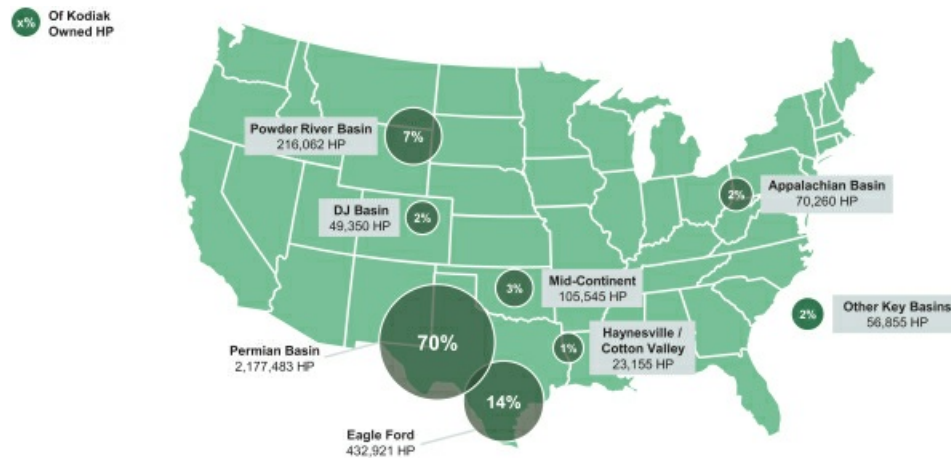 x% Of Kodiak
Owned HP
Powder River Basin
216,062 HP
7%
DJ Basin
49,350 HP
2%
Appalachian Basin
70,260 HP
2%
Mid-Continent
105,545 HP
3%
Other Key Basins
56,855 HP
2%
Haynesville /
Cotton Valley
23,155 HP
1%
Permian Basin
2,177,483 HP
70%
Eagle Ford
432,921 HP
14%